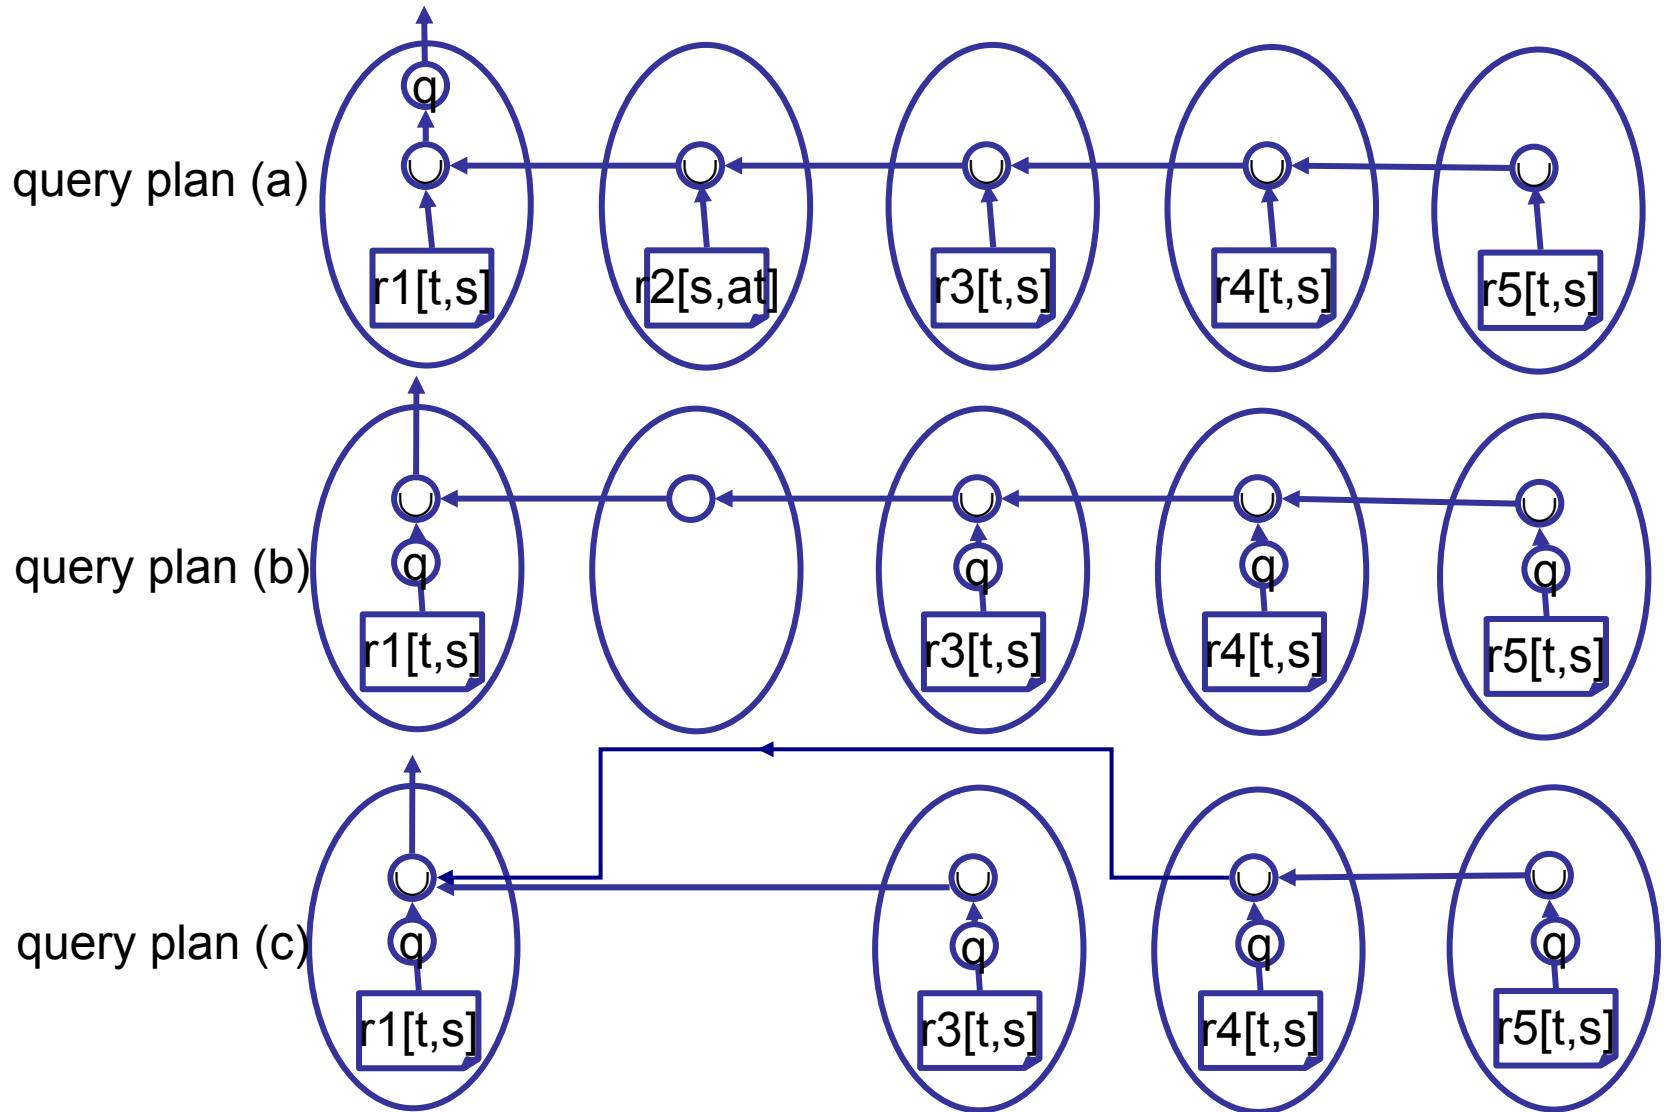 q
query plan (a) ∪ ∪ ∪ ∪ ∪
r1[t,s] r2[s,at] r3[t,s] r4[t,s] r5[t,s]
∪ ∪ ∪ ∪
query plan (b) q q q q
r1[t,s] r3[t,s] r4[t,s] r5[t,s]
∪ ∪ ∪ ∪
query plan (c) q q q q
r1[t,s] r3[t,s] r4[t,s] r5[t,s]